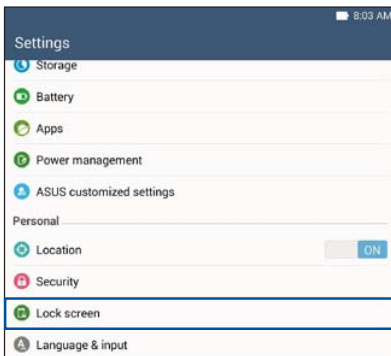 8:03 AM
Settings
Storage
Battery
Apps
Power management
ASUS customized settings
Personal
Location ON
Security
Lock screen
Language & input